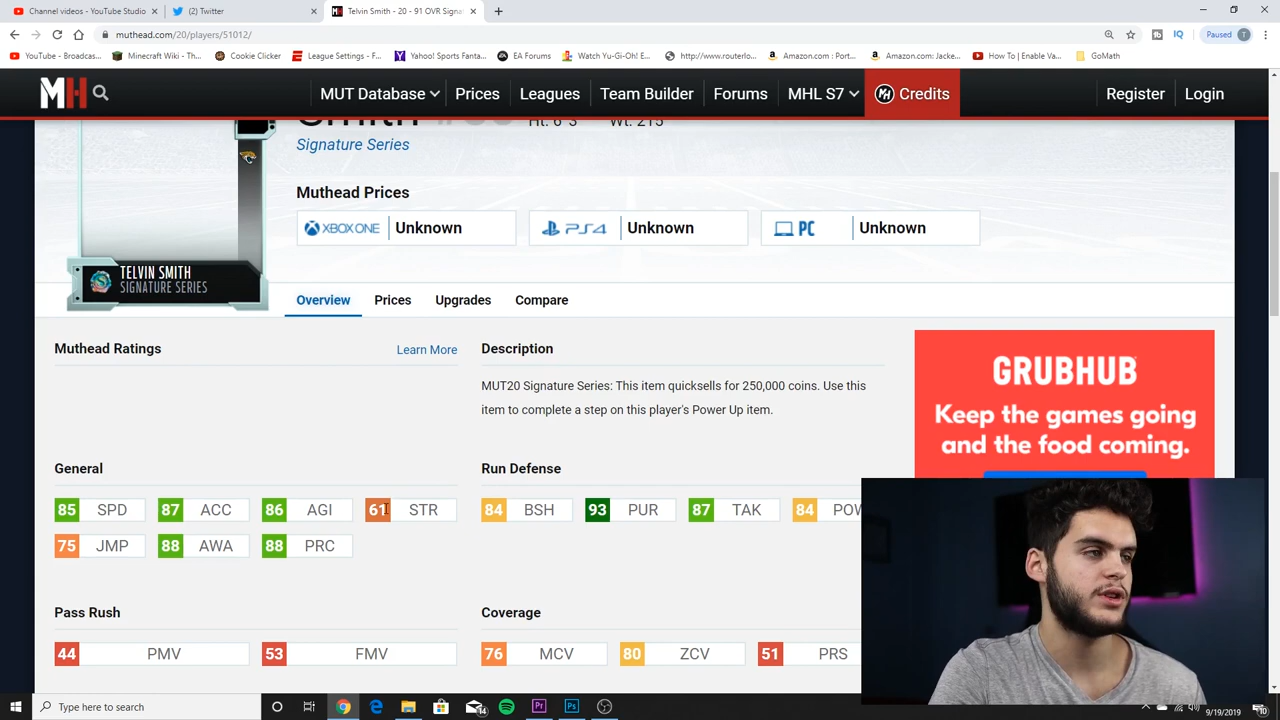 Channel videos - YouTube Studio
(2) Twitter
Telvin Smith - 20 - 91 OVR Signa
muthead.com/20/players/51012/
Paused
YouTube - Broadcas...
Minecraft Wiki - Th...
Cookie Clicker
League Settings - F...
Yahoo! Sports Fanta...
EA Forums
Watch Yu-Gi-Oh! E...
http://www.routerlo...
Amazon.com : Port...
Amazon.com: Jacke...
How To | Enable Va...
GoMath
MH
MUT Database
Prices
Leagues
Team Builder
Forums
MHL S7
Credits
Register
Login
Ht: 6' 3"
Wt: 215
Signature Series
Muthead Prices
XBOX ONE Unknown
PS4 Unknown
PC Unknown
TELVIN SMITH
SIGNATURE SERIES
Overview
Prices
Upgrades
Compare
Muthead Ratings
Learn More
Description
MUT20 Signature Series: This item quicksells for 250,000 coins. Use this
item to complete a step on this player's Power Up item.
GRUBHUB
Keep the games going
and the food coming.
General
85 SPD
87 ACC
86 AGI
61 STR
75 JMP
88 AWA
88 PRC
Run Defense
84 BSH
93 PUR
87 TAK
84 POW
Pass Rush
44 PMV
53 FMV
Coverage
76 MCV
80 ZCV
51 PRS
Type here to search
9/19/2019